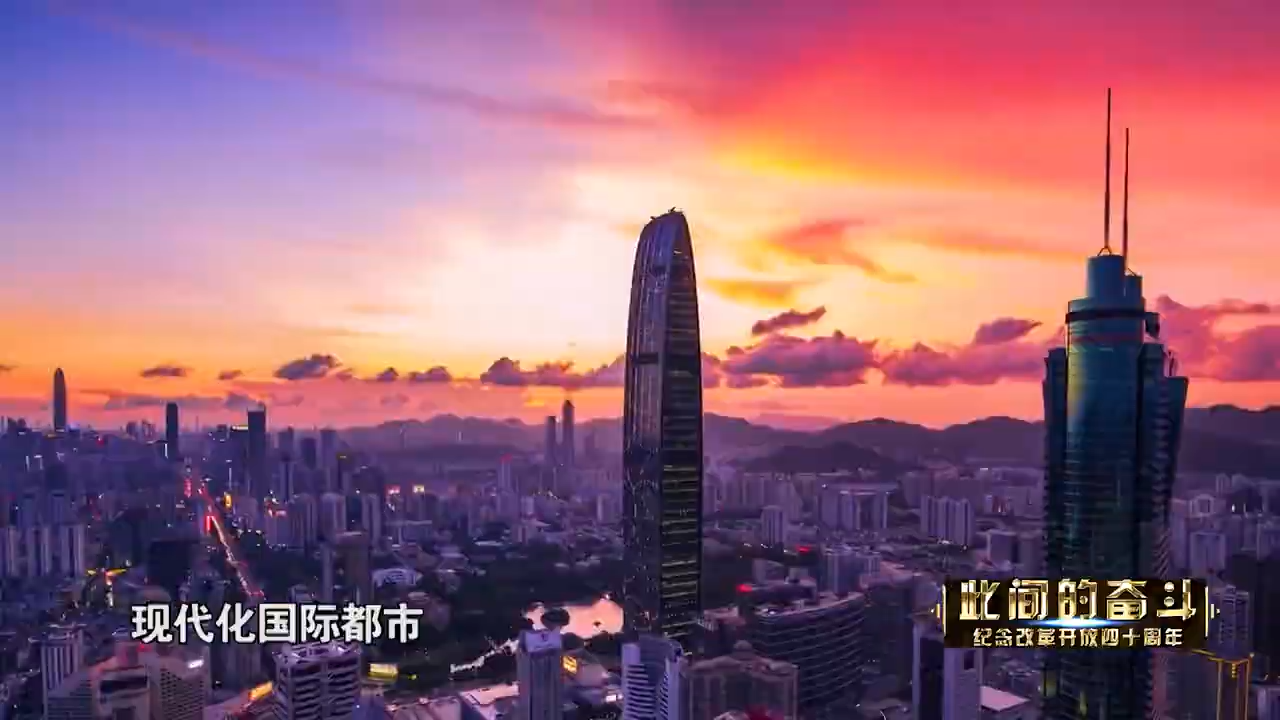 现代化国际都市
此间的奋斗
纪念改革开放四十周年